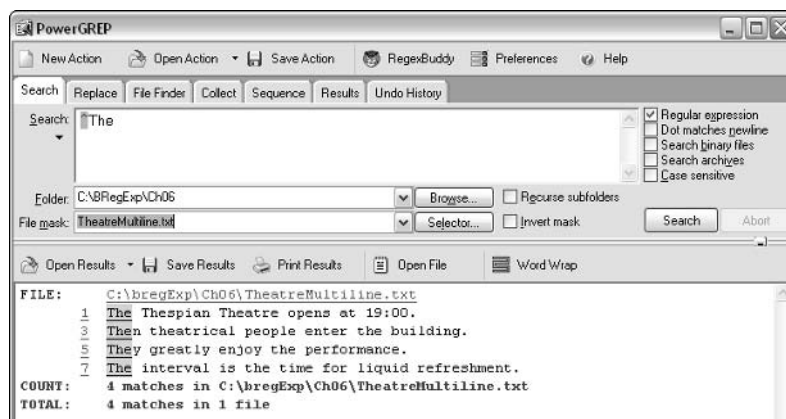 PowerGREP
New Action Open Action Save Action RegexBuddy Preferences Help
Search Replace File Finder Collect Sequence Results Undo History
Search: ^The
Regular expression
Dot matches newline
Search binary files
Search archives
Case sensitive
Folder: C:\BRegExp\Ch06 Browse... Recurse subfolders
File mask: TheatreMultiline.txt Selector... Invert mask Search Abort
Open Results Save Results Print Results Open File Word Wrap
FILE: C:\bregExp\Ch06\TheatreMultiline.txt
1 The Thespian Theatre opens at 19:00.
3 Then theatrical people enter the building.
5 They greatly enjoy the performance.
7 The interval is the time for liquid refreshment.
COUNT: 4 matches in C:\bregExp\Ch06\TheatreMultiline.txt
TOTAL: 4 matches in 1 file